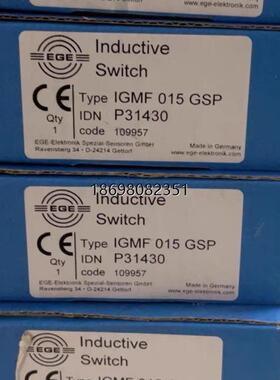 EGE
Inductive
Switch
CE
Type IGMF 015 GSP
Qty IDN P31430
1 code 109957
EGE-Elektronik Spezial-Sensoren GmbH
Ravensberg 34 · D-24214 Gettorf
Made in Germany
www.ege-elektronik.com
18698082351
EGE
Inductive
Switch
CE
Type IGMF 015 GSP
Qty IDN P31430
1 code 109957
EGE-Elektronik Spezial-Sensoren GmbH
Ravensberg 34 · D-24214 Gettorf
Made in Germany
www.ege-elektronik.com
EGE
Inductive
Switch
CE
Type